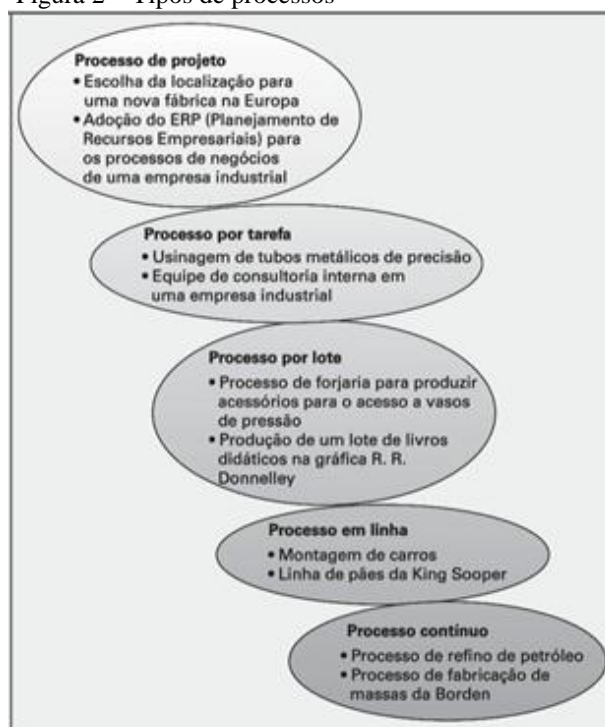 Figura 2 – Tipos de processos
Processo de projeto
• Escolha da localização para
uma nova fábrica na Europa
• Adoção do ERP (Planejamento de
Recursos Empresariais) para
os processos de negócios
de uma empresa industrial
Processo por tarefa
• Usinagem de tubos metálicos de precisão
• Equipe de consultoria interna em
uma empresa industrial
Processo por lote
• Processo de forjaria para produzir
acessórios para o acesso a vasos
de pressão
• Produção de um lote de livros
didáticos na gráfica R. R.
Donnelley
Processo em linha
• Montagem de carros
• Linha de pães da King Sooper
Processo contínuo
• Processo de refino de petróleo
• Processo de fabricação de
massas da Borden